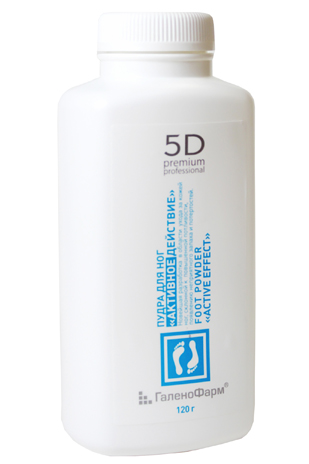 5D
premium
professional
ПУДРА ДЛЯ НОГ
«АКТИВНОЕ ДЕЙСТВИЕ»
FOOT POWDER
«ACTIVE EFFECT»
ГаленоФарм®
120 г